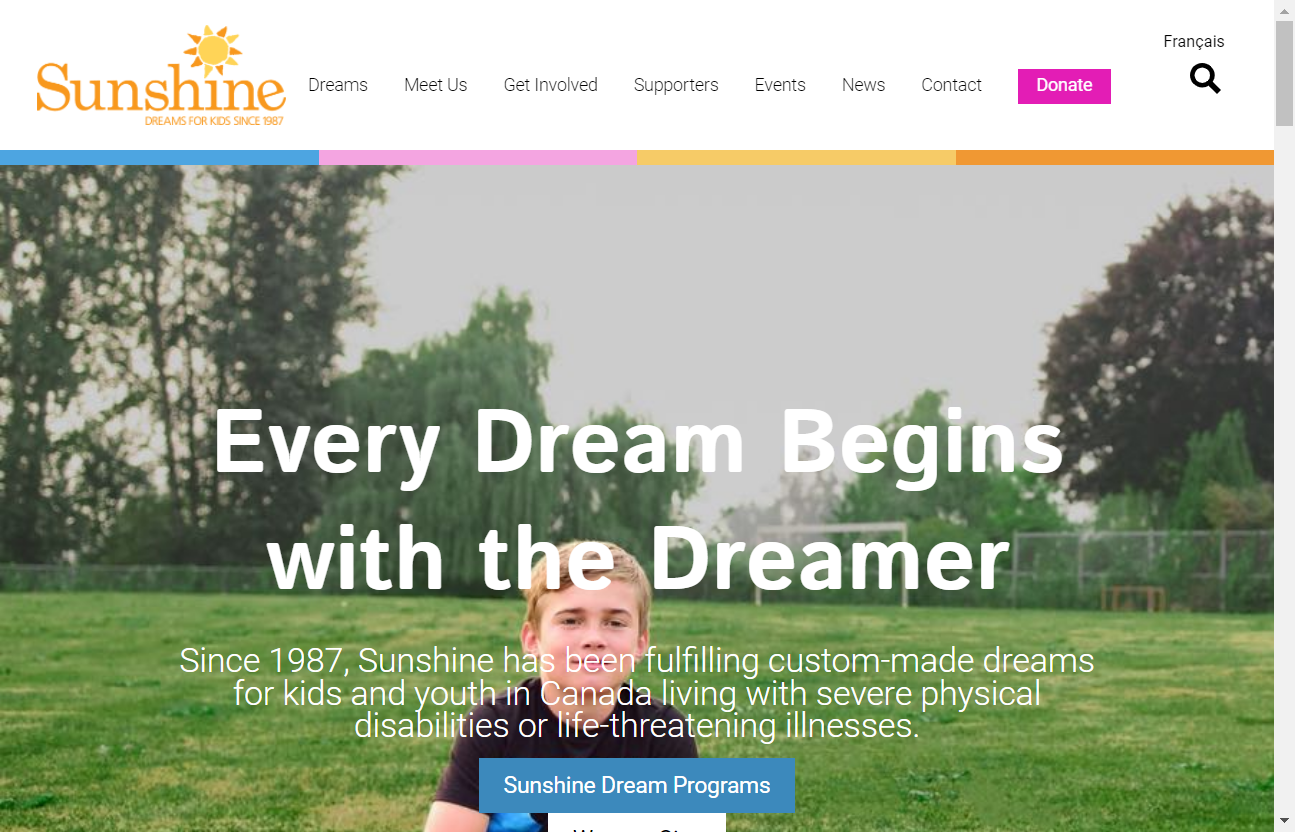 Français
Sunshine
DREAMS FOR KIDS SINCE 1987
Dreams
Meet Us
Get Involved
Supporters
Events
News
Contact
Donate
Every Dream Begins
with the Dreamer
Since 1987, Sunshine has been fulfilling custom-made dreams
for kids and youth in Canada living with severe physical
disabilities or life-threatening illnesses.
Sunshine Dream Programs